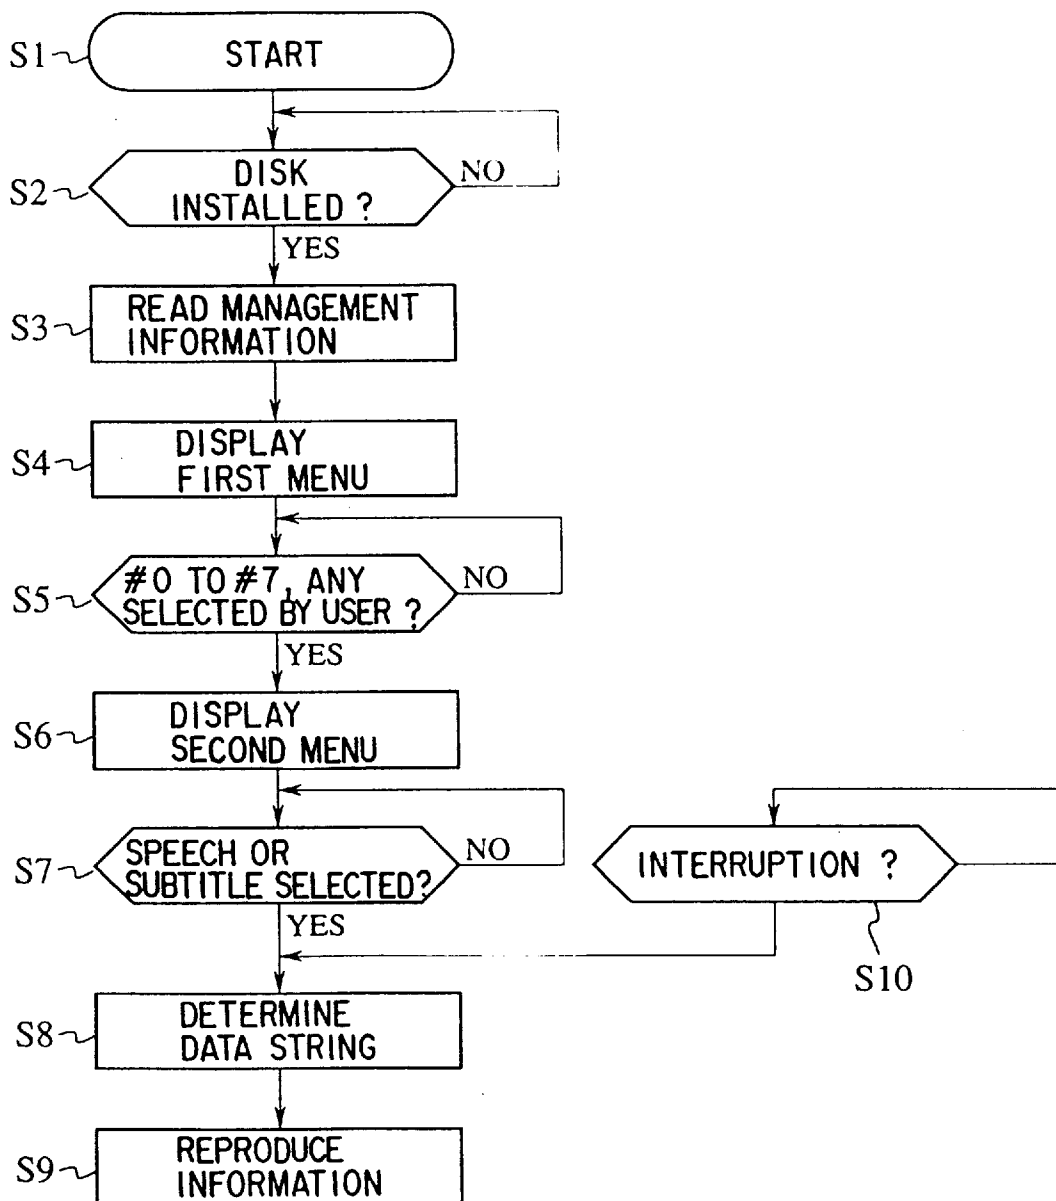 S1
START
S2
DISK
INSTALLED ?
NO
YES
S3
READ MANAGEMENT
INFORMATION
S4
DISPLAY
FIRST MENU
S5
#0 TO #7, ANY
SELECTED BY USER ?
NO
YES
S6
DISPLAY
SECOND MENU
S7
SPEECH OR
SUBTITLE SELECTED?
NO
YES
INTERRUPTION ?
S10
S8
DETERMINE
DATA STRING
S9
REPRODUCE
INFORMATION